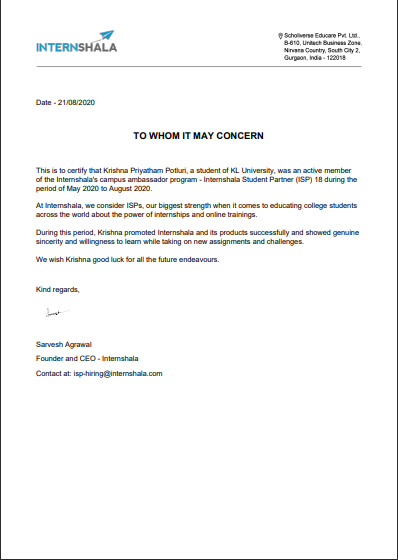 INTERNSHALA
Scholiverse Educare Pvt. Ltd.,
B-610, Unitech Business Zone,
Nirvana Country, South City 2,
Gurgaon, India - 122018
Date - 21/08/2020
TO WHOM IT MAY CONCERN
This is to certify that Krishna Priyatham Potluri, a student of KL University, was an active member
of the Internshala's campus ambassador program - Internshala Student Partner (ISP) 18 during the
period of May 2020 to August 2020.
At Internshala, we consider ISPs, our biggest strength when it comes to educating college students
across the world about the power of internships and online trainings.
During this period, Krishna promoted Internshala and its products successfully and showed genuine
sincerity and willingness to learn while taking on new assignments and challenges.
We wish Krishna good luck for all the future endeavours.
Kind regards,
Sarvesh Agrawal
Founder and CEO - Internshala
Contact at: isp-hiring@internshala.com